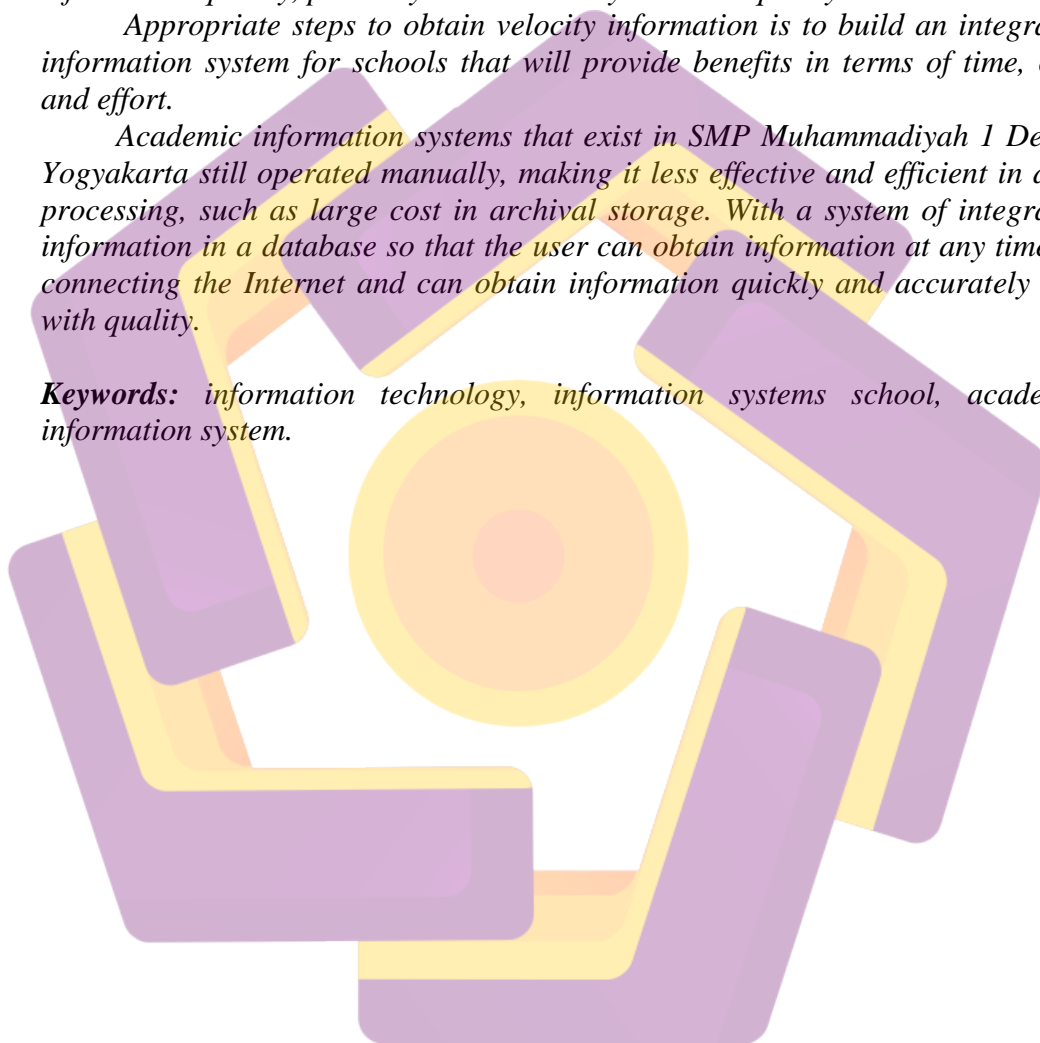 Appropriate steps to obtain velocity information is to build an integra
information system for schools that will provide benefits in terms of time,
and effort.
Academic information systems that exist in SMP Muhammadiyah 1 De
Yogyakarta still operated manually, making it less effective and efficient in
processing, such as large cost in archival storage. With a system of integra
information in a database so that the user can obtain information at any time
connecting the Internet and can obtain information quickly and accurately
with quality.
Keywords: information technology, information systems school, acade
information system.